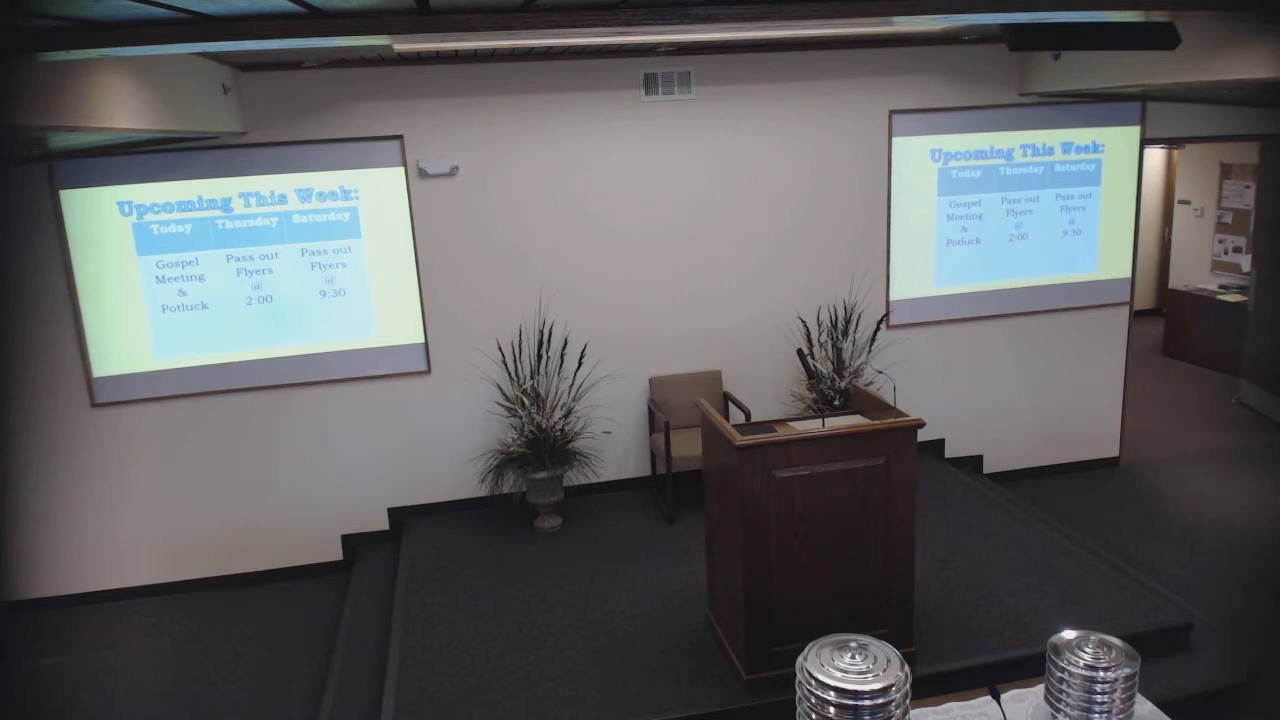 Upcoming This Week:
Today Thursday Saturday
Gospel Pass out Pass out
Meeting Flyers Flyers
& @ @
Potluck 2:00 9:30
Upcoming This Week:
Today Thursday Saturday
Gospel Pass out Pass out
Meeting Flyers Flyers
& @ @
Potluck 2:00 9:30